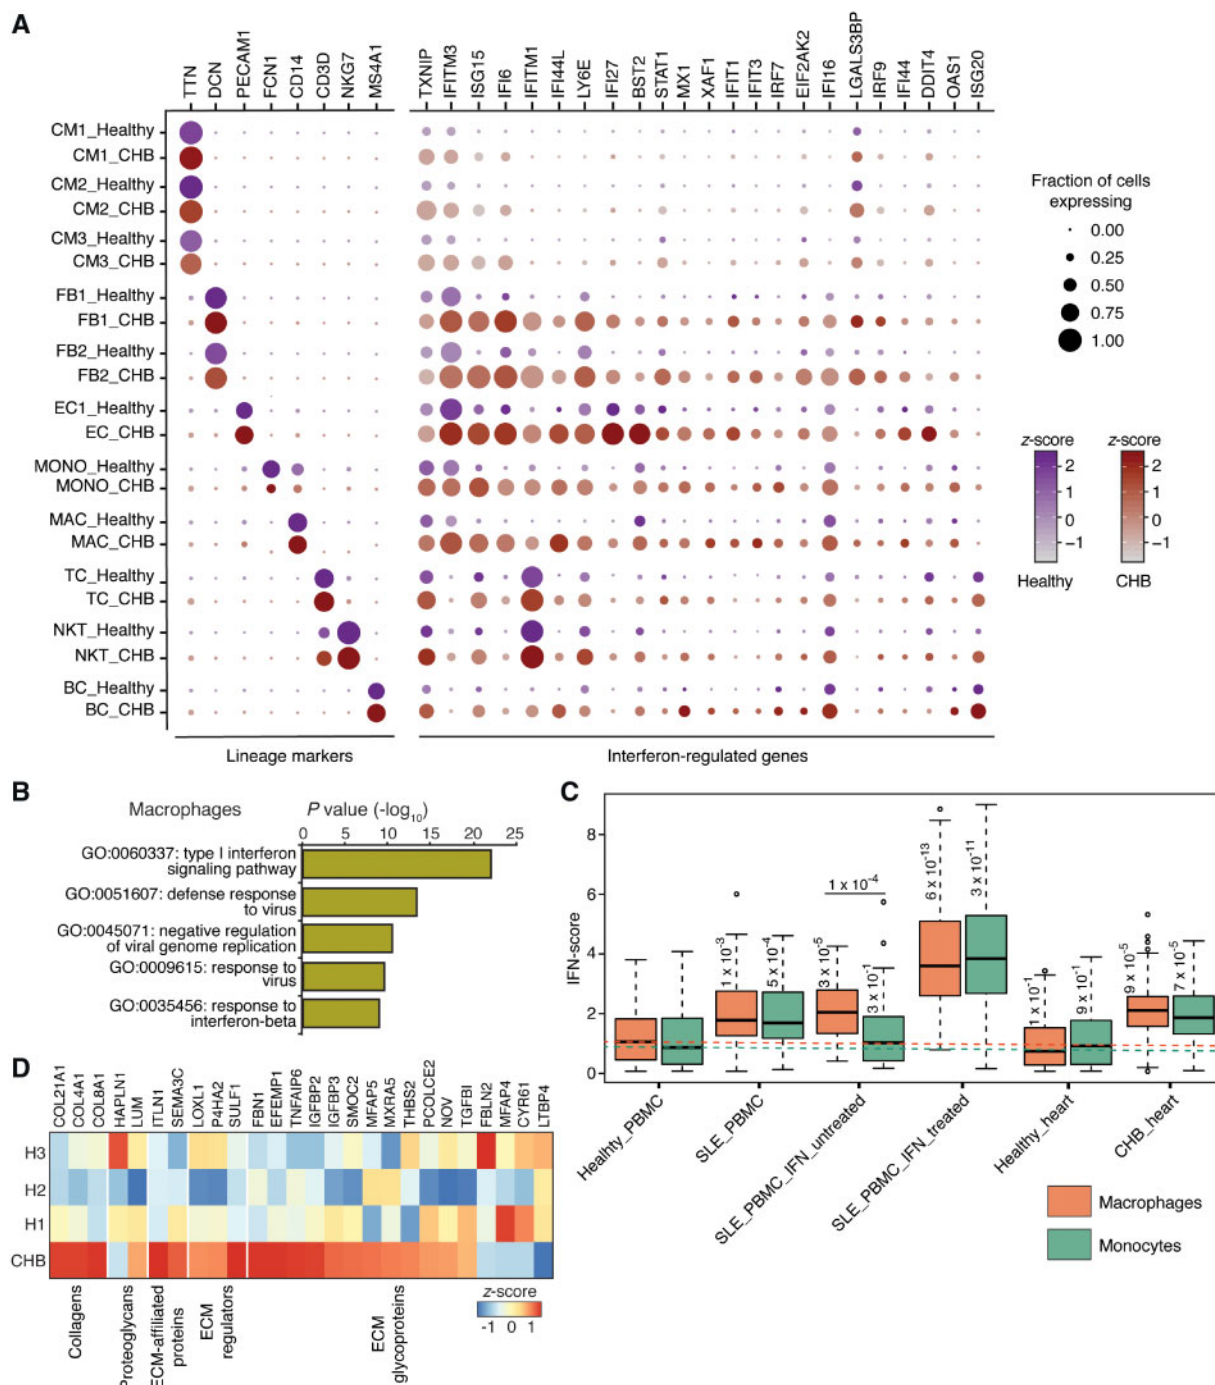 A
TTN
DCN
PECAM1
FCN1
CD14
CD3D
NKG7
MS4A1
TXNIP
IFITM3
ISG15
IFI6
IFITM1
IFI44L
LY6E
IFI27
BST2
STAT1
MX1
XAF1
IFIT1
IFIT3
IRF7
EIF2AK2
IFI16
LGALS3BP
IRF9
IFI44
DDIT4
OAS1
ISG20
CM1_Healthy
CM1_CHB
CM2_Healthy
CM2_CHB
CM3_Healthy
CM3_CHB
FB1_Healthy
FB1_CHB
FB2_Healthy
FB2_CHB
EC1_Healthy
EC_CHB
MONO_Healthy
MONO_CHB
MAC_Healthy
MAC_CHB
TC_Healthy
TC_CHB
NKT_Healthy
NKT_CHB
BC_Healthy
BC_CHB
Lineage markers
Interferon-regulated genes
Fraction of cells
expressing
0.00
0.25
0.50
0.75
1.00
z-score
2
1
0
−1
Healthy
z-score
2
1
0
−1
CHB
B
Macrophages
P value (-log10)
0 5 10 15 20 25
GO:0060337: type I interferon
signaling pathway
GO:0051607: defense response
to virus
GO:0045071: negative regulation
of viral genome replication
GO:0009615: response to
virus
GO:0035456: response to
interferon-beta
C
IFN-score
8
6
4
2
0
1 x 10-3
5 x 10-4
3 x 10-5
1 x 10-4
3 x 10-1
6 x 10-13
3 x 10-11
1 x 10-1
9 x 10-1
9 x 10-5
7 x 10-5
Healhty_PBMC
SLE_PBMC
SLE_PBMC_IFN_untreated
SLE_PBMC_IFN_treated
Healthy_heart
CHB_heart
Macrophages
Monocytes
D
COL21A1
COL4A1
COL8A1
HAPLN1
LUM
ITLN1
SEMA3C
LOXL1
P4HA2
SULF1
FBN1
EFEMP1
TNFAIP6
IGFBP2
IGFBP3
SMOC2
MFAP5
MXRA5
THBS2
PCOLCE2
NOV
TGFBI
FBLN2
MFAP4
CYR61
LTBP4
H3
H2
H1
CHB
Collagens
Proteoglycans
ECM-affiliated
proteins
ECM
regulators
ECM
glycoproteins
z-score
-1 0 1